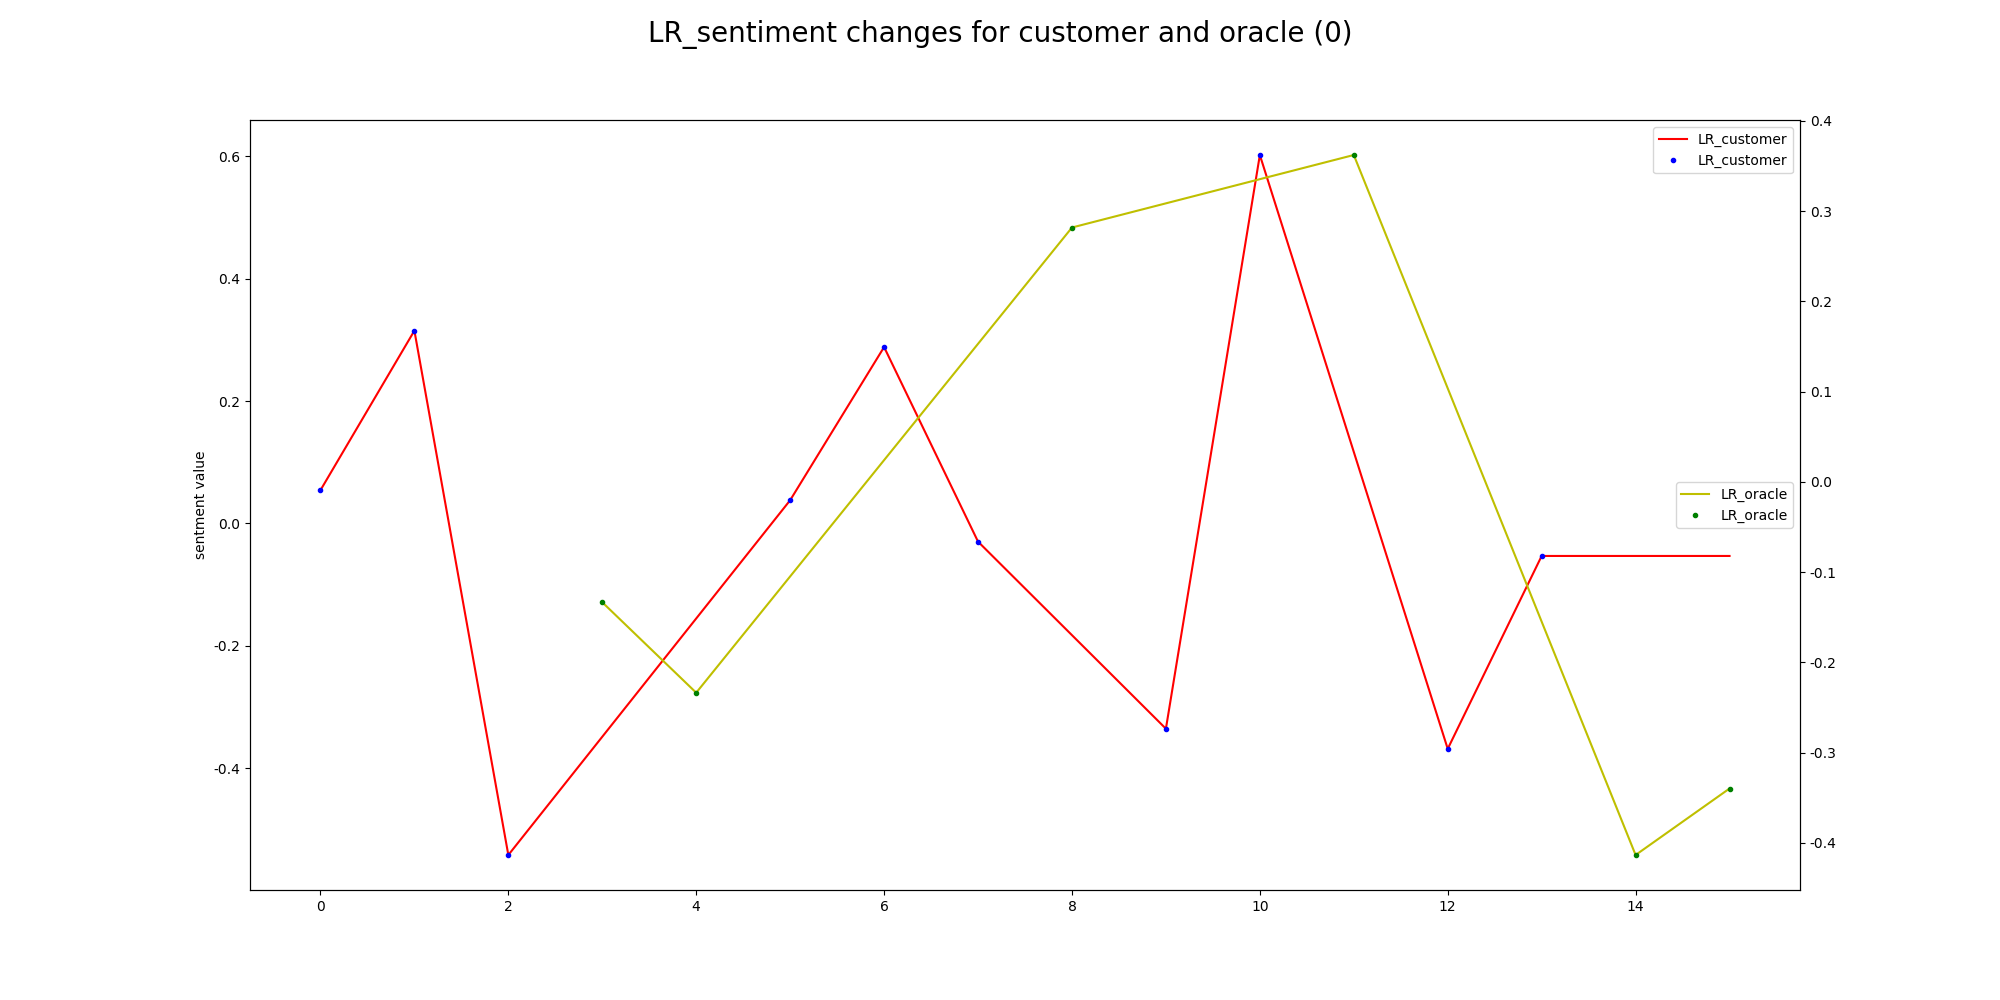 LR_sentiment changes for customer and oracle (0)
0.6
0.4
0.2
0.0
-0.2
-0.4
sentment value
0.4
0.3
0.2
0.1
0.0
-0.1
-0.2
-0.3
-0.4
LR_customer
LR_customer
LR_oracle
LR_oracle
0 2 4 6 8 10 12 14